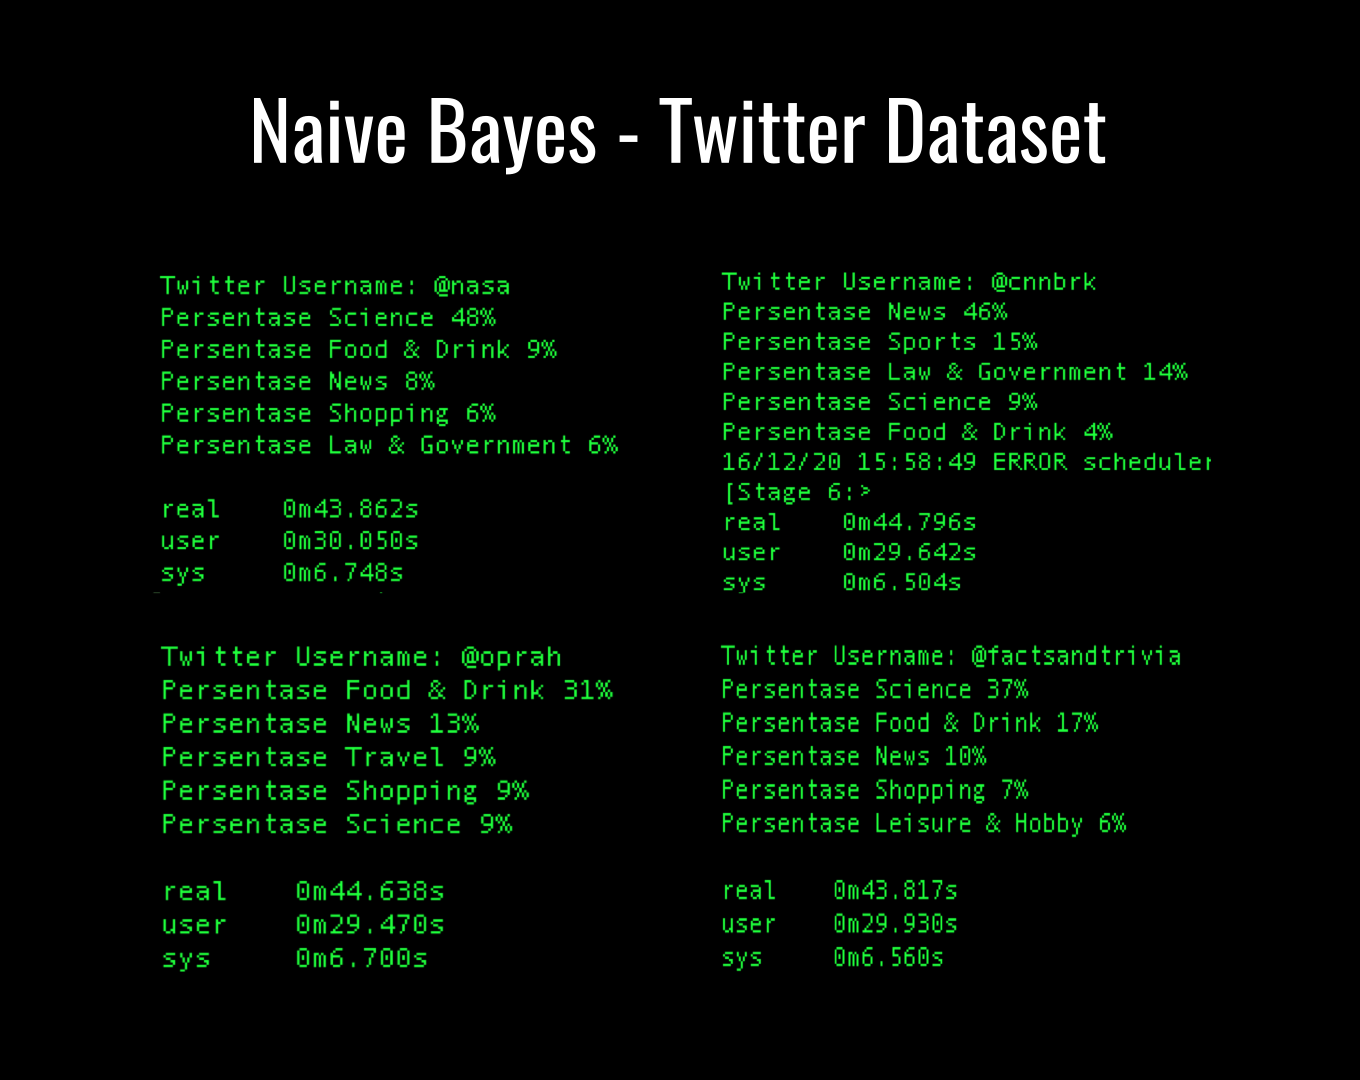 Naive Bayes - Twitter Dataset
Twitter Username: @nasa
Persentase Science 48%
Persentase Food & Drink 9%
Persentase News 8%
Persentase Shopping 6%
Persentase Law & Government 6%
real 0m43.862s
user 0m30.050s
sys 0m6.748s
Twitter Username: @cnnbrk
Persentase News 46%
Persentase Sports 15%
Persentase Law & Government 14%
Persentase Science 9%
Persentase Food & Drink 4%
16/12/20 15:58:49 ERROR scheduler
[Stage 6:>
real 0m44.796s
user 0m29.642s
sys 0m6.504s
Twitter Username: @oprah
Persentase Food & Drink 31%
Persentase News 13%
Persentase Travel 9%
Persentase Shopping 9%
Persentase Science 9%
real 0m44.638s
user 0m29.470s
sys 0m6.700s
Twitter Username: @factsandtrivia
Persentase Science 37%
Persentase Food & Drink 17%
Persentase News 10%
Persentase Shopping 7%
Persentase Leisure & Hobby 6%
real 0m43.817s
user 0m29.930s
sys 0m6.560s